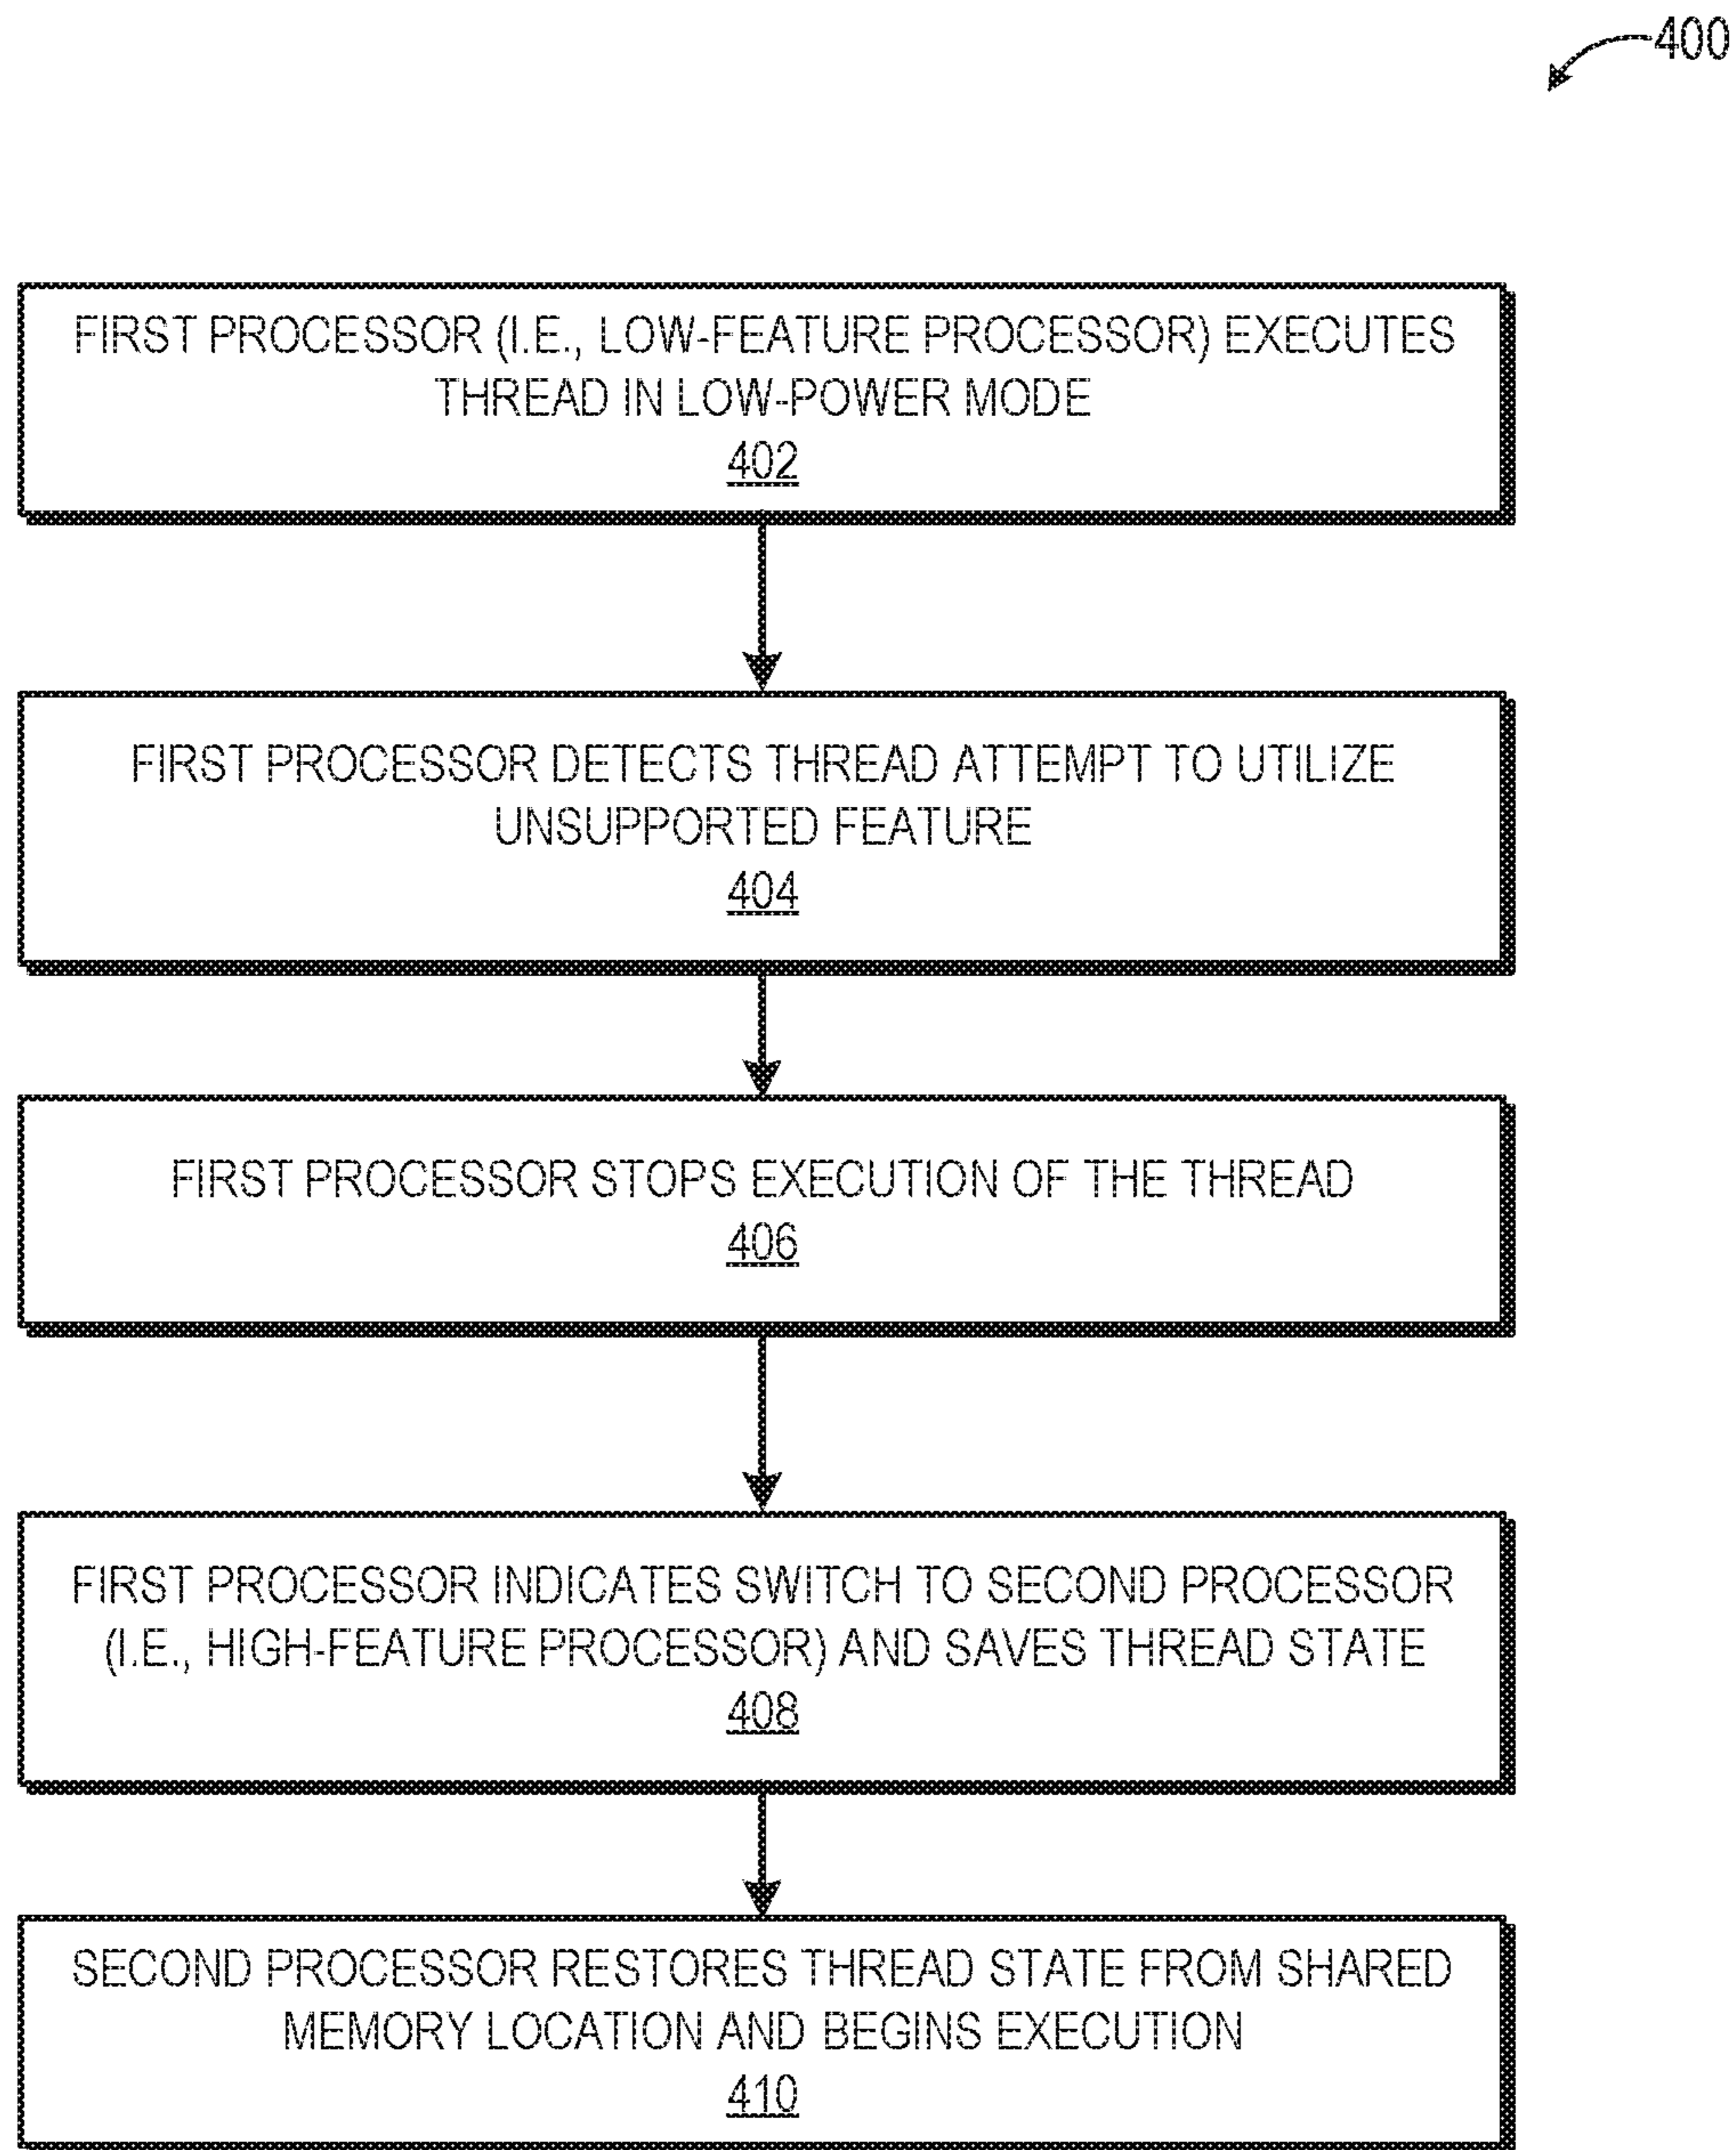 400
FIRST PROCESSOR (I.E., LOW-FEATURE PROCESSOR) EXECUTES
THREAD IN LOW-POWER MODE
402
FIRST PROCESSOR DETECTS THREAD ATTEMPT TO UTILIZE
UNSUPPORTED FEATURE
404
FIRST PROCESSOR STOPS EXECUTION OF THE THREAD
406
FIRST PROCESSOR INDICATES SWITCH TO SECOND PROCESSOR
(I.E., HIGH-FEATURE PROCESSOR) AND SAVES THREAD STATE
408
SECOND PROCESSOR RESTORES THREAD STATE FROM SHARED
MEMORY LOCATION AND BEGINS EXECUTION
410